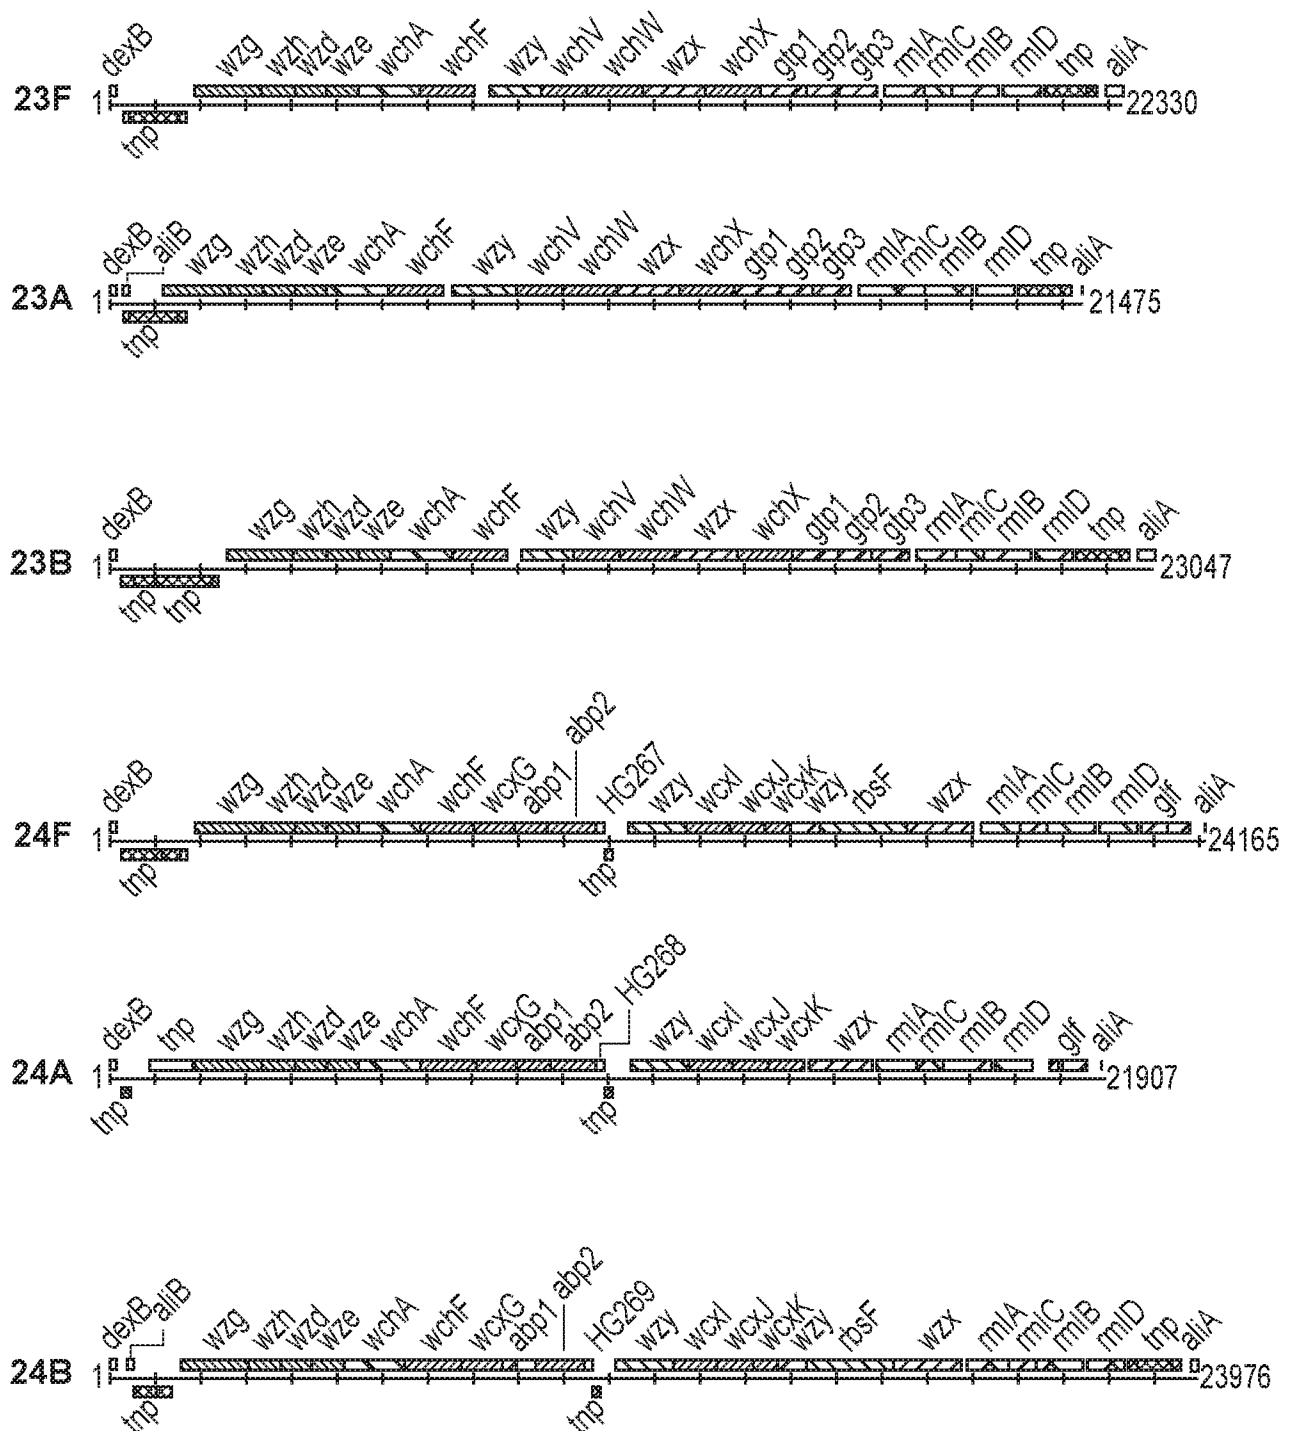 dexB wzg wzh wzd wze wchA wchF wzy wchV wchW wzx wchX gtp1 gtp2 gtp3 rmlA rmlC rmlB rmlD tnp aliA
23F 1 22330
tnp
dexB aliB wzg wzh wzd wze wchA wchF wzy wchV wchW wzx wchX gtp1 gtp2 gtp3 rmlA rmlC rmlB rmlD tnp aliA
23A 1 21475
tnp
dexB wzg wzh wzd wze wchA wchF wzy wchV wchW wzx wchX gtp1 gtp2 gtp3 rmlA rmlC rmlB rmlD tnp aliA
23B 1 23047
tnp tnp
dexB wzg wzh wzd wze wchA wchF wcxG abp1 abp2 HG267 wzy wcxI wcxJ wcxK wzy rbsF wzx rmlA rmlC rmlB rmlD glf aliA
24F 1 24165
tnp tnp
dexB tnp wzg wzh wzd wze wchA wchF wcxG abp1 abp2 HG268 wzy wcxI wcxJ wcxK wzx rmlA rmlC rmlB rmlD glf aliA
24A 1 21907
tnp tnp
dexB aliB wzg wzh wzd wze wchA wchF wcxG abp1 abp2 HG269 wzy wcxI wcxJ wcxK wzy rbsF wzx rmlA rmlC rmlB rmlD tnp aliA
24B 1 23976
tnp tnp